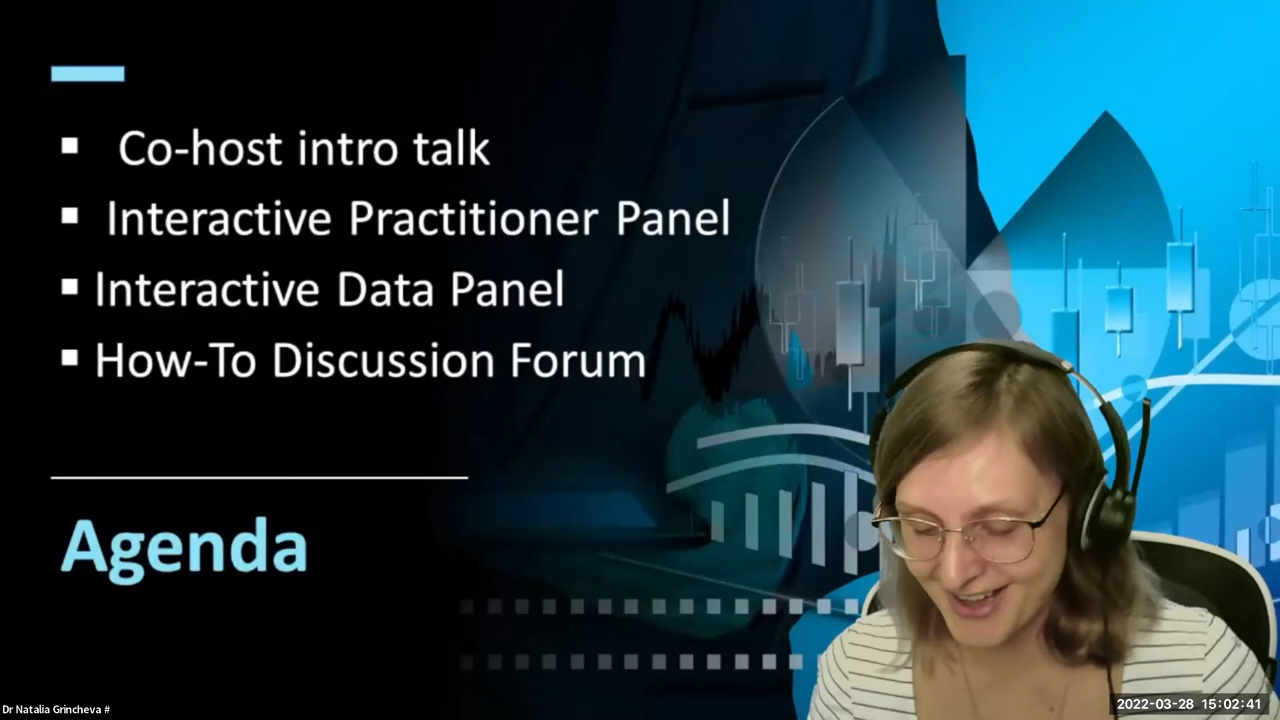 Co-host intro talk
Interactive Practitioner Panel
Interactive Data Panel
How-To Discussion Forum
Agenda
Dr Natalia Grincheva #
2022-03-28 15:02:41